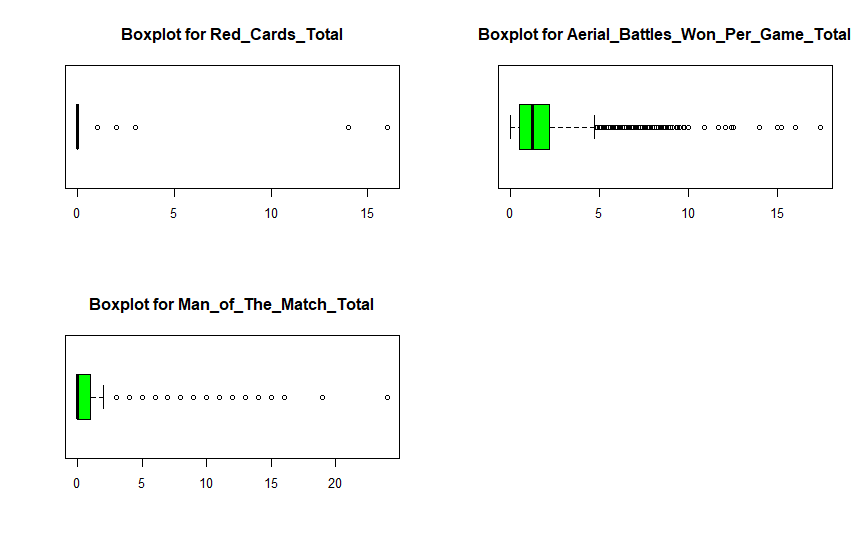 Boxplot for Red_Cards_Total
0 5 10 15
Boxplot for Aerial_Battles_Won_Per_Game_Total
0 5 10 15
Boxplot for Man_of_The_Match_Total
0 5 10 15 20